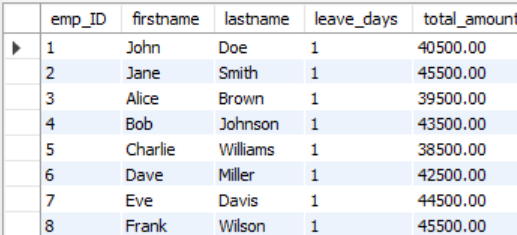 emp_ID firstname lastname leave_days total_amount
1 John Doe 1 40500.00
2 Jane Smith 1 45500.00
3 Alice Brown 1 39500.00
4 Bob Johnson 1 43500.00
5 Charlie Williams 1 38500.00
6 Dave Miller 1 42500.00
7 Eve Davis 1 44500.00
8 Frank Wilson 1 45500.00